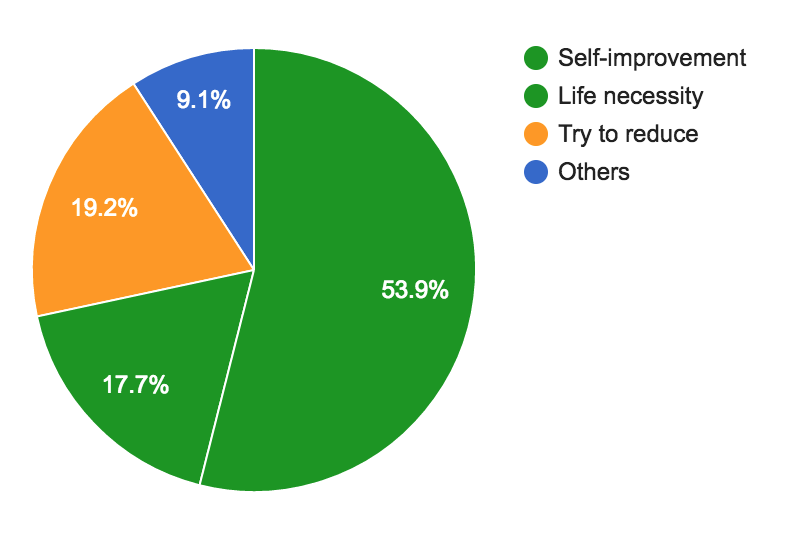 Self-improvement
Life necessity
Try to reduce
Others
9.1%
19.2%
53.9%
17.7%